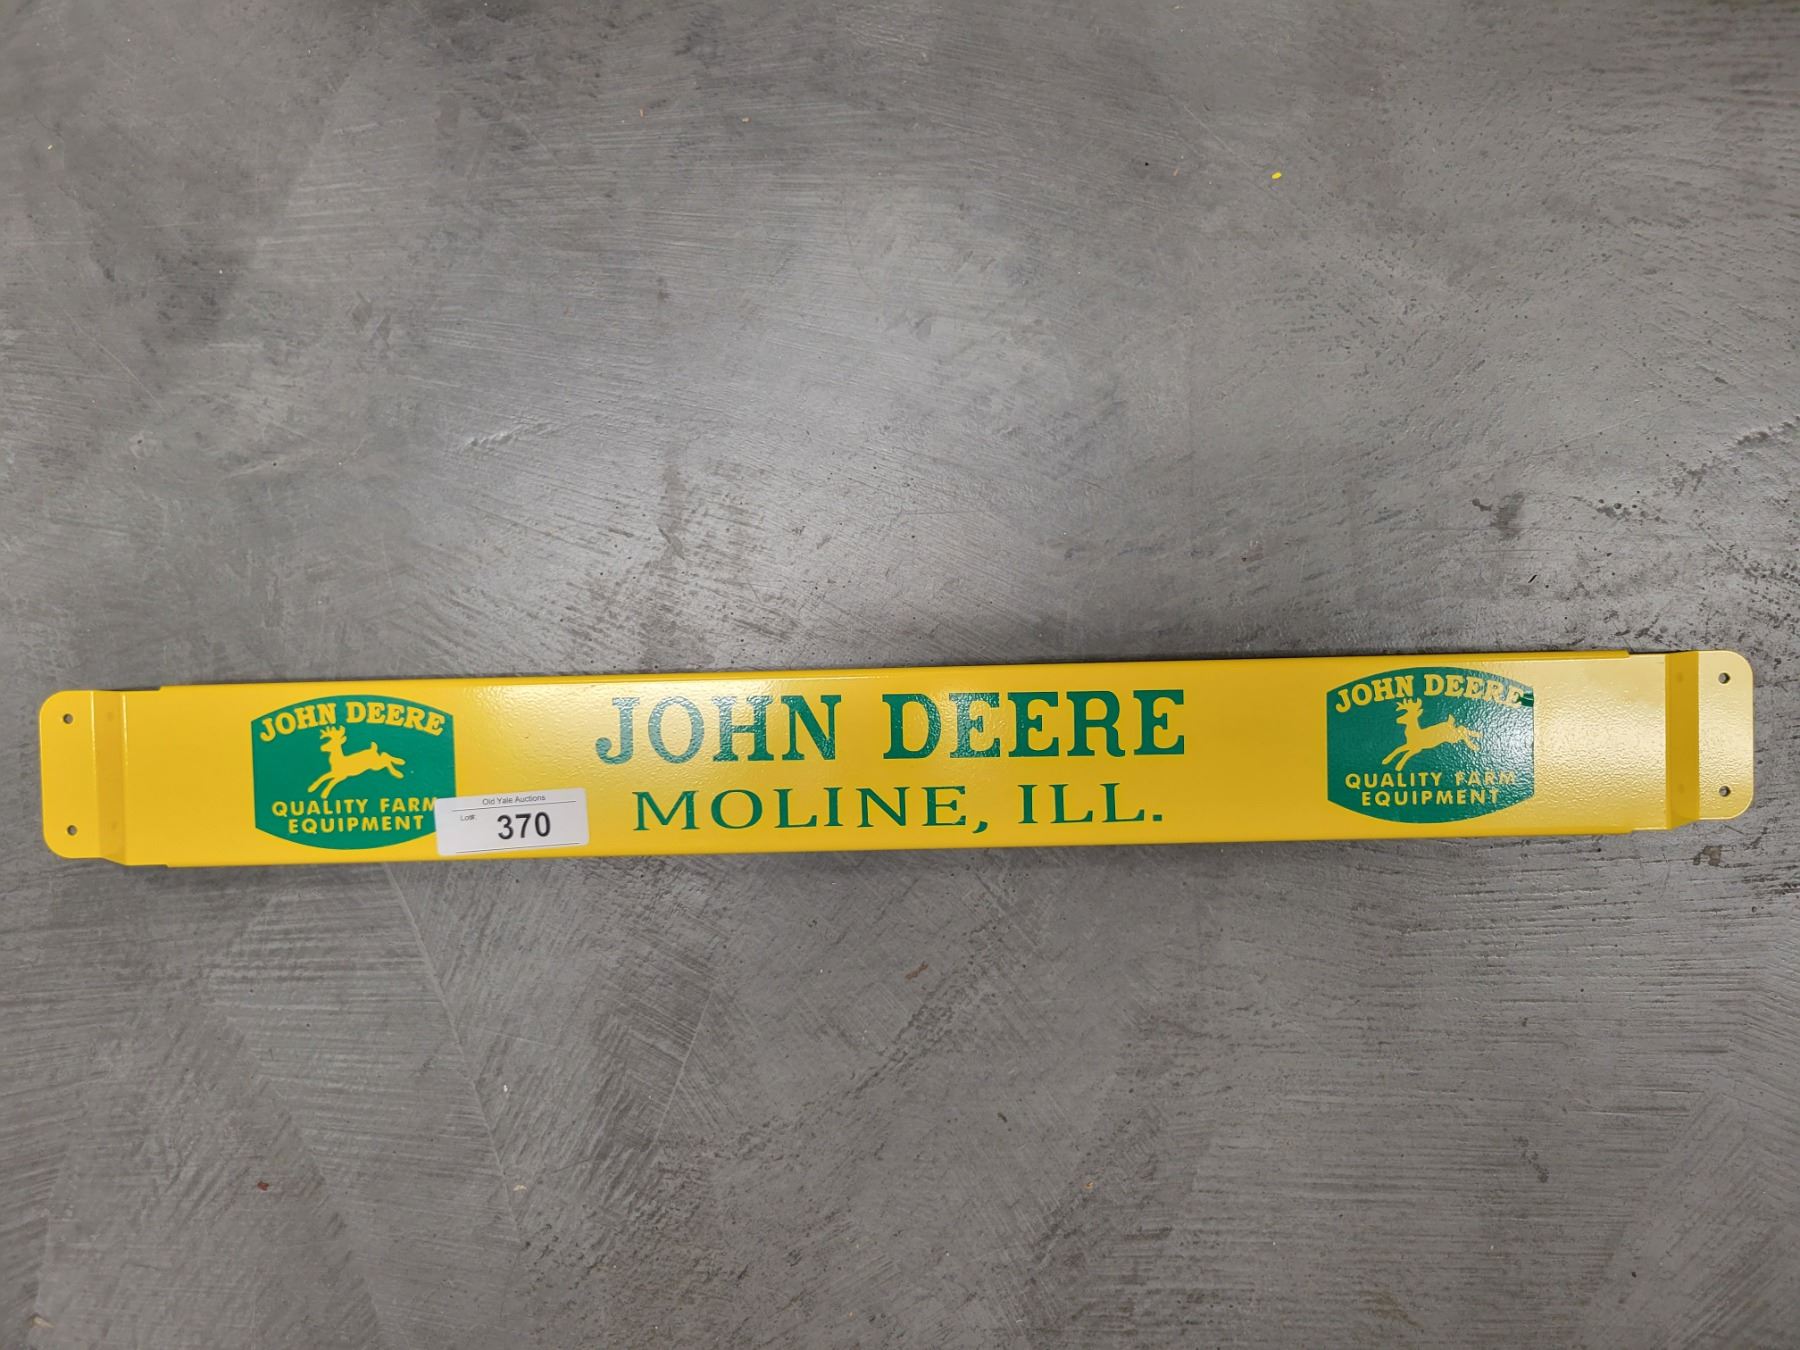 JOHN DEERE
QUALITY FARM
EQUIPMENT
Old Yale Auctions
Lot#: 370
JOHN DEERE
MOLINE, ILL.
JOHN DEERE
QUALITY FARM
EQUIPMENT